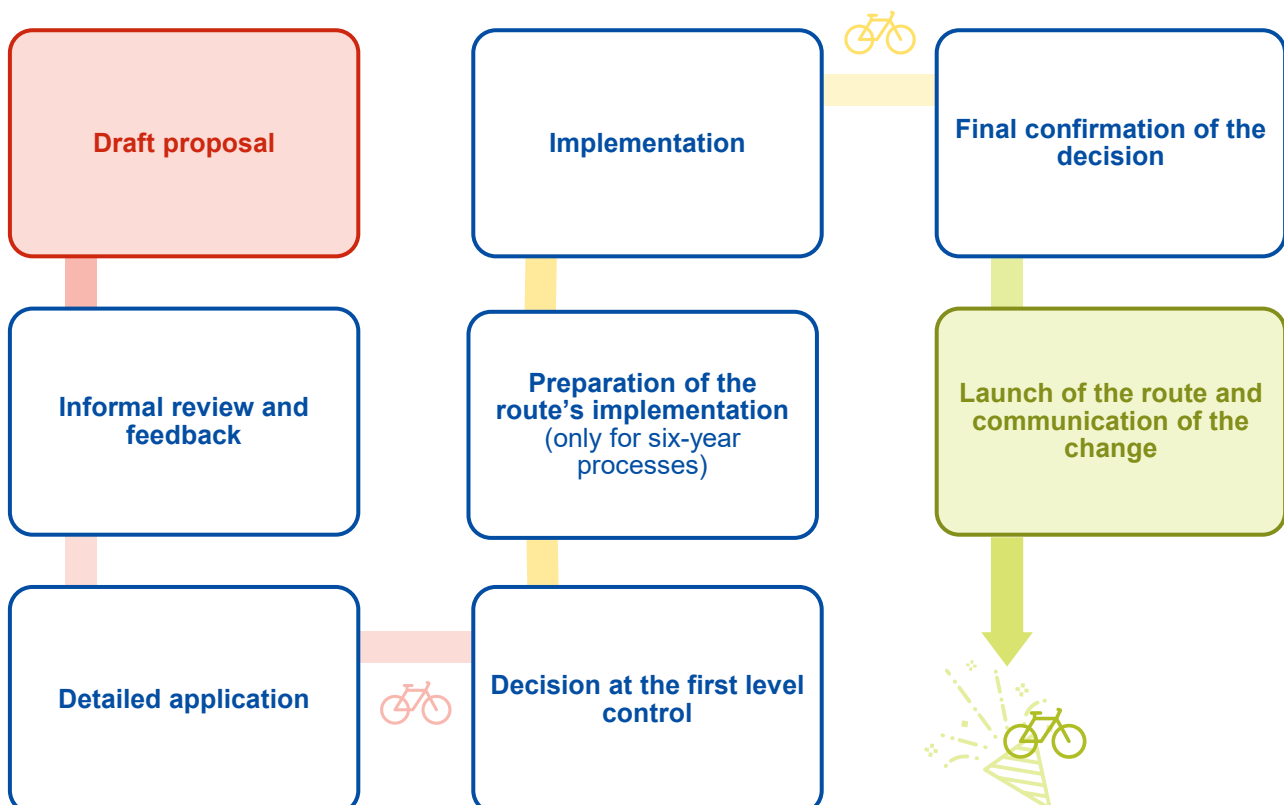 Draft proposal
Informal review and
feedback
Detailed application
Decision at the first level
control
Preparation of the
route’s implementation
(only for six-year
processes)
Implementation
Final confirmation of the
decision
Launch of the route and
communication of the
change